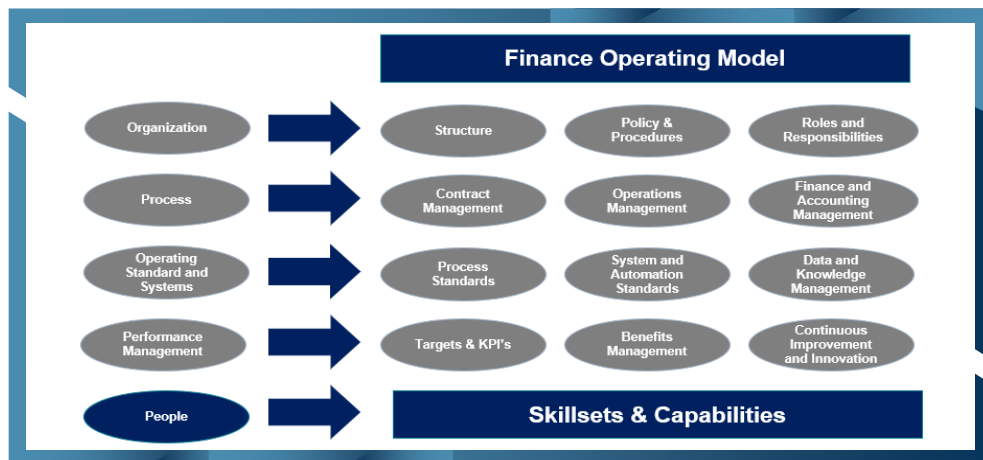 Finance Operating Model
Organization
Structure
Policy &
Procedures
Roles and
Responsibilities
Process
Contract
Management
Operations
Management
Finance and
Accounting
Management
Operating
Standard and
Systems
Process
Standards
System and
Automation
Standards
Data and
Knowledge
Management
Performance
Management
Targets & KPI's
Benefits
Management
Continuous
Improvement
and Innovation
People
Skillsets & Capabilities